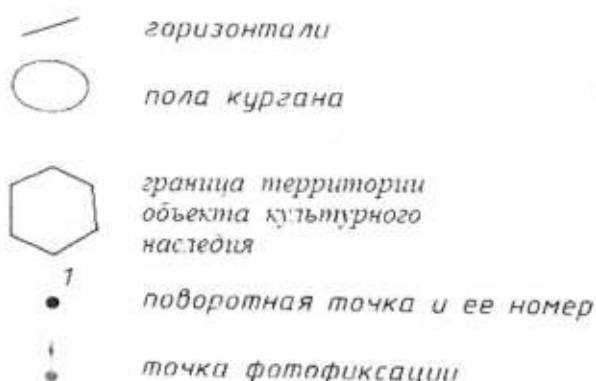 горизонтали
пола кургана
граница территории
объекта культурного
наследия
1
поворотная точка и ее номер
точка фотофиксации